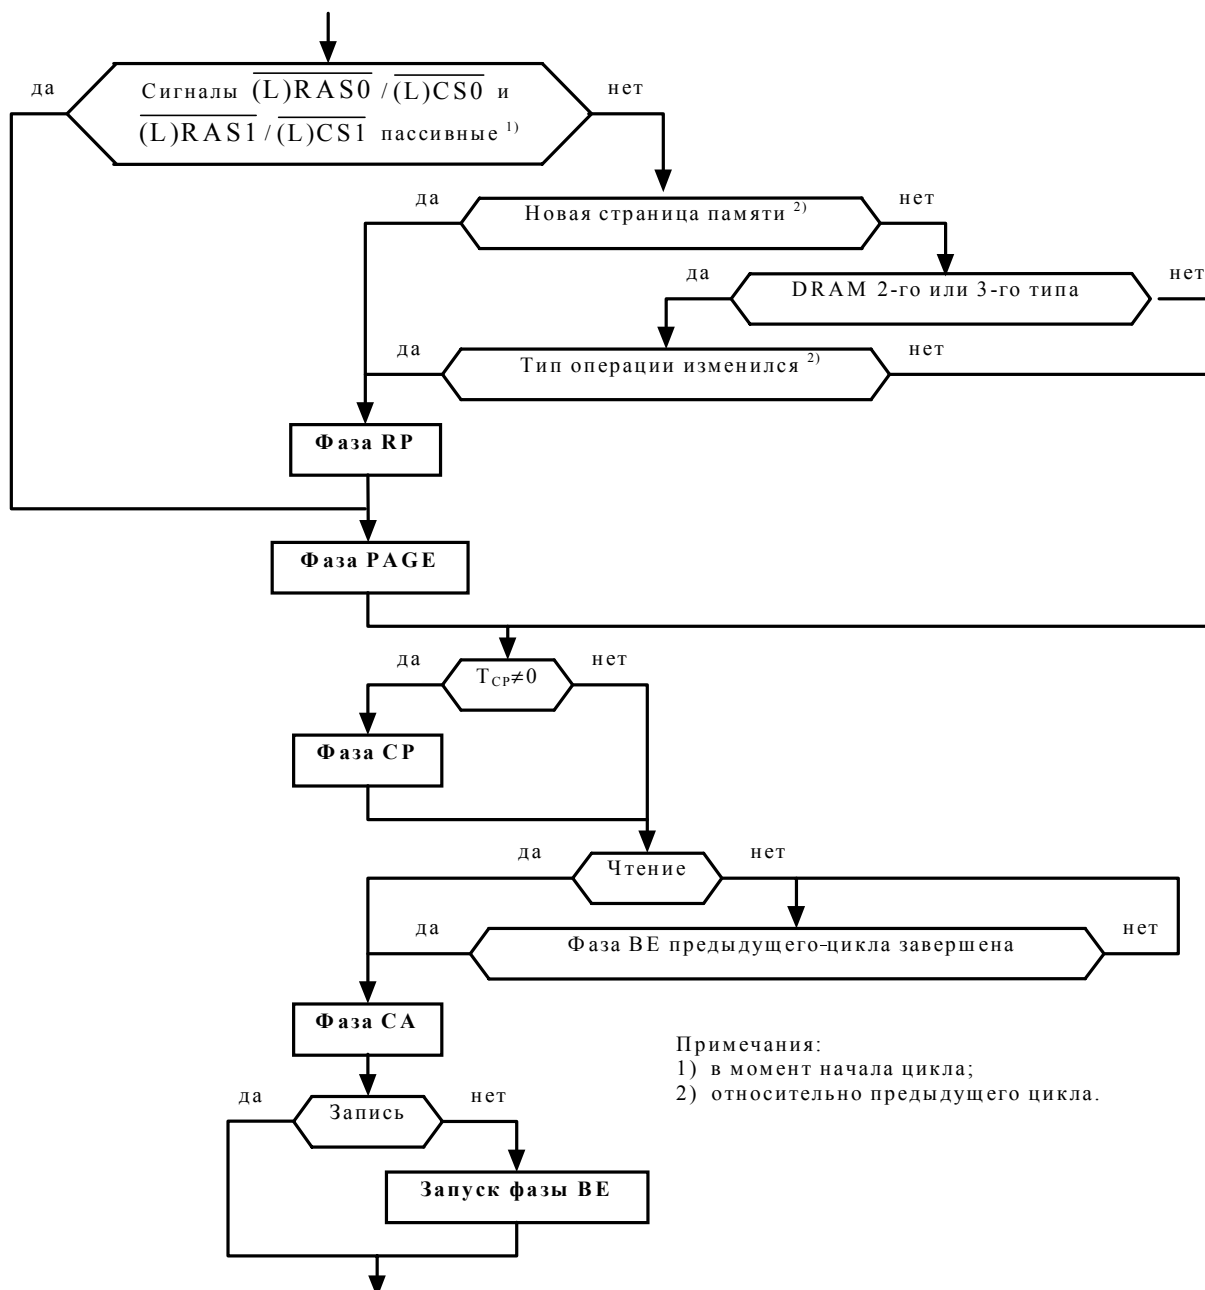 да
Сигналы (L)RAS0 / (L)CS0 и
(L)RAS1 / (L)CS1 пассивные 1)
нет
да
Новая страница памяти 2)
нет
да
DRAM 2-го или 3-го типа
нет
да
Тип операции изменился 2)
нет
Фаза RP
Фаза PAGE
да
TCP≠0
нет
Фаза CP
да
Чтение
нет
да
Фаза BE предыдущего-цикла завершена
нет
Фаза CA
Примечания:
1) в момент начала цикла;
2) относительно предыдущего цикла.
да
Запись
нет
Запуск фазы BE